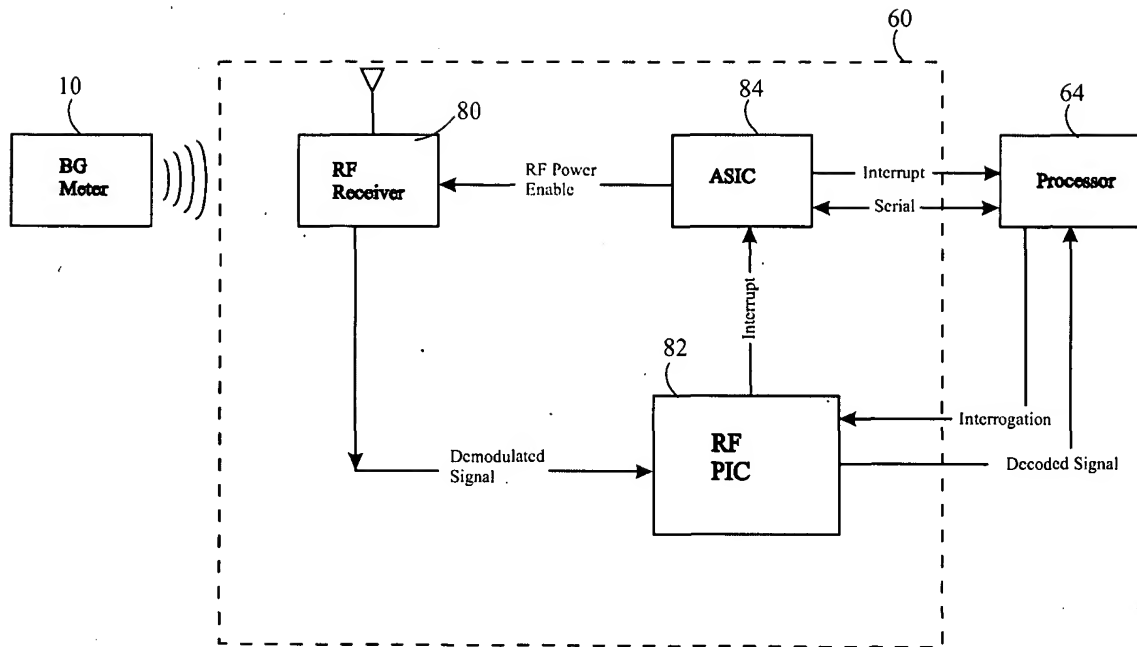 60
10
80
84
64
BG
Meter
RF
Receiver
RF Power
Enable
ASIC
Interrupt
Serial
Processor
Interrupt
82
RF
PIC
Interrogation
Demodulated
Signal
Decoded Signal